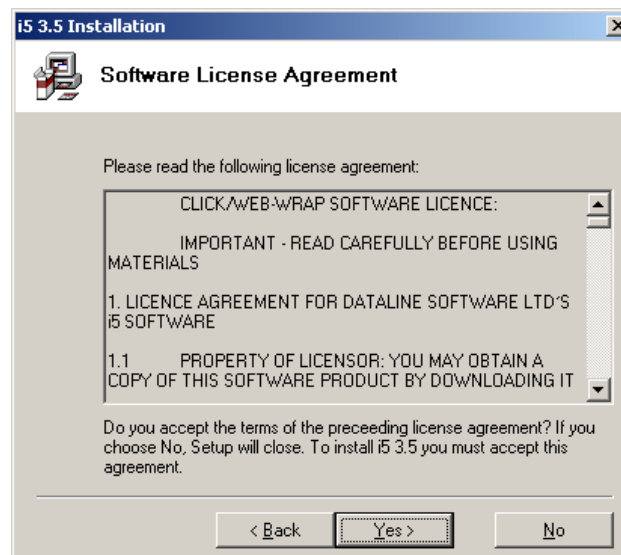 i5 3.5 Installation
Software License Agreement
Please read the following license agreement:
CLICK/WEB-WRAP SOFTWARE LICENCE:
IMPORTANT - READ CAREFULLY BEFORE USING
MATERIALS
1. LICENCE AGREEMENT FOR DATALINE SOFTWARE LTD'S
i5 SOFTWARE
1.1 PROPERTY OF LICENSOR: YOU MAY OBTAIN A
COPY OF THIS SOFTWARE PRODUCT BY DOWNLOADING IT
Do you accept the terms of the preceeding license agreement? If you
choose No, Setup will close. To install i5 3.5 you must accept this
agreement.
< Back Yes > No